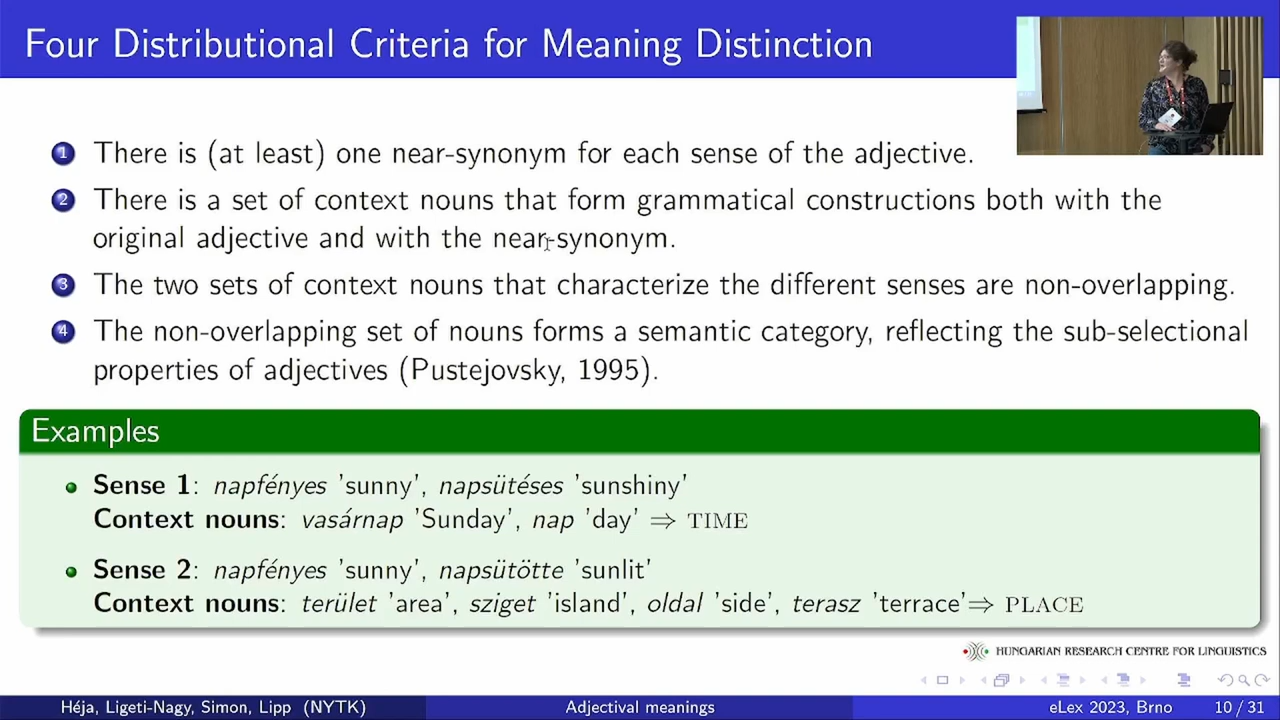 Four Distributional Criteria for Meaning Distinction
1 There is (at least) one near-synonym for each sense of the adjective.
2 There is a set of context nouns that form grammatical constructions both with the
original adjective and with the near-synonym.
3 The two sets of context nouns that characterize the different senses are non-overlapping.
4 The non-overlapping set of nouns forms a semantic category, reflecting the sub-selectional
properties of adjectives (Pustejovsky, 1995).
Examples
Sense 1: napfényes 'sunny', napsütéses 'sunshiny'
Context nouns: vasárnap 'Sunday', nap 'day' ⇒ TIME
Sense 2: napfényes 'sunny', napsütötte 'sunlit'
Context nouns: terület 'area', sziget 'island', oldal 'side', terasz 'terrace'⇒ PLACE
HUNGARIAN RESEARCH CENTRE FOR LINGUISTICS
Héja, Ligeti-Nagy, Simon, Lipp (NYTK) Adjectival meanings eLex 2023, Brno 10 / 31